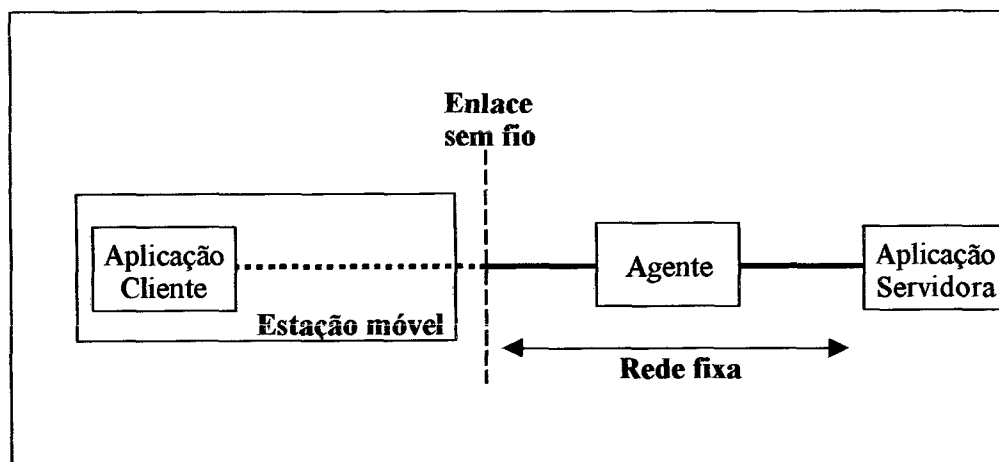 Enlace
sem fio
Aplicação
Cliente
Estação móvel
Agente
Aplicação
Servidora
Rede fixa